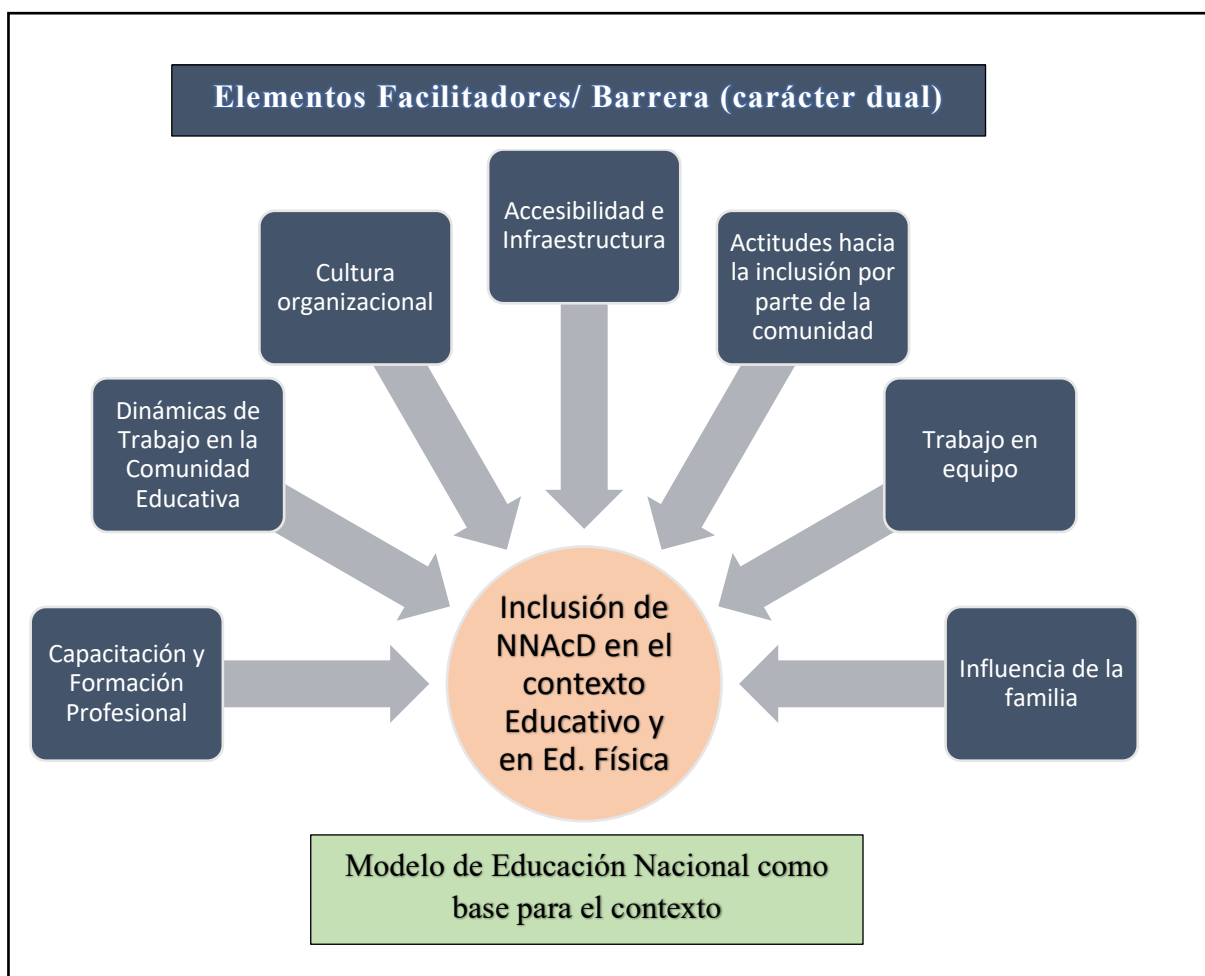 Elementos Facilitadores/ Barrera (carácter dual)
Accesibilidad e
Infraestructura
Cultura
organizacional
Actitudes hacia
la inclusión por
parte de la
comunidad
Dinámicas de
Trabajo en la
Comunidad
Educativa
Trabajo en
equipo
Capacitación y
Formación
Profesional
Inclusión de
NNAcD en el
contexto
Educativo y
en Ed. Física
Influencia de la
familia
Modelo de Educación Nacional como
base para el contexto